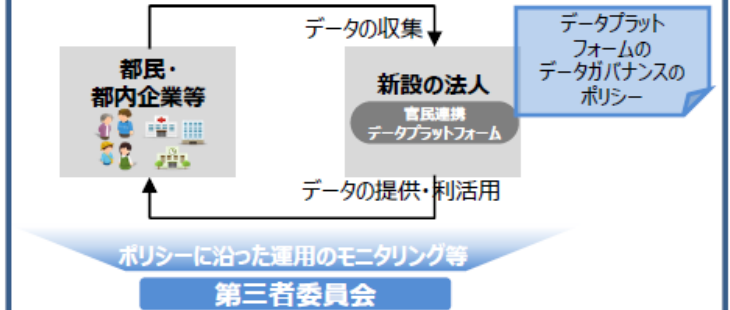 データの収集
都民・
都内企業等
新設の法人
官民連携
データプラットフォーム
データプラット
フォームの
データガバナンスの
ポリシー
データの提供・利活用
ポリシーに沿った運用のモニタリング等
第三者委員会